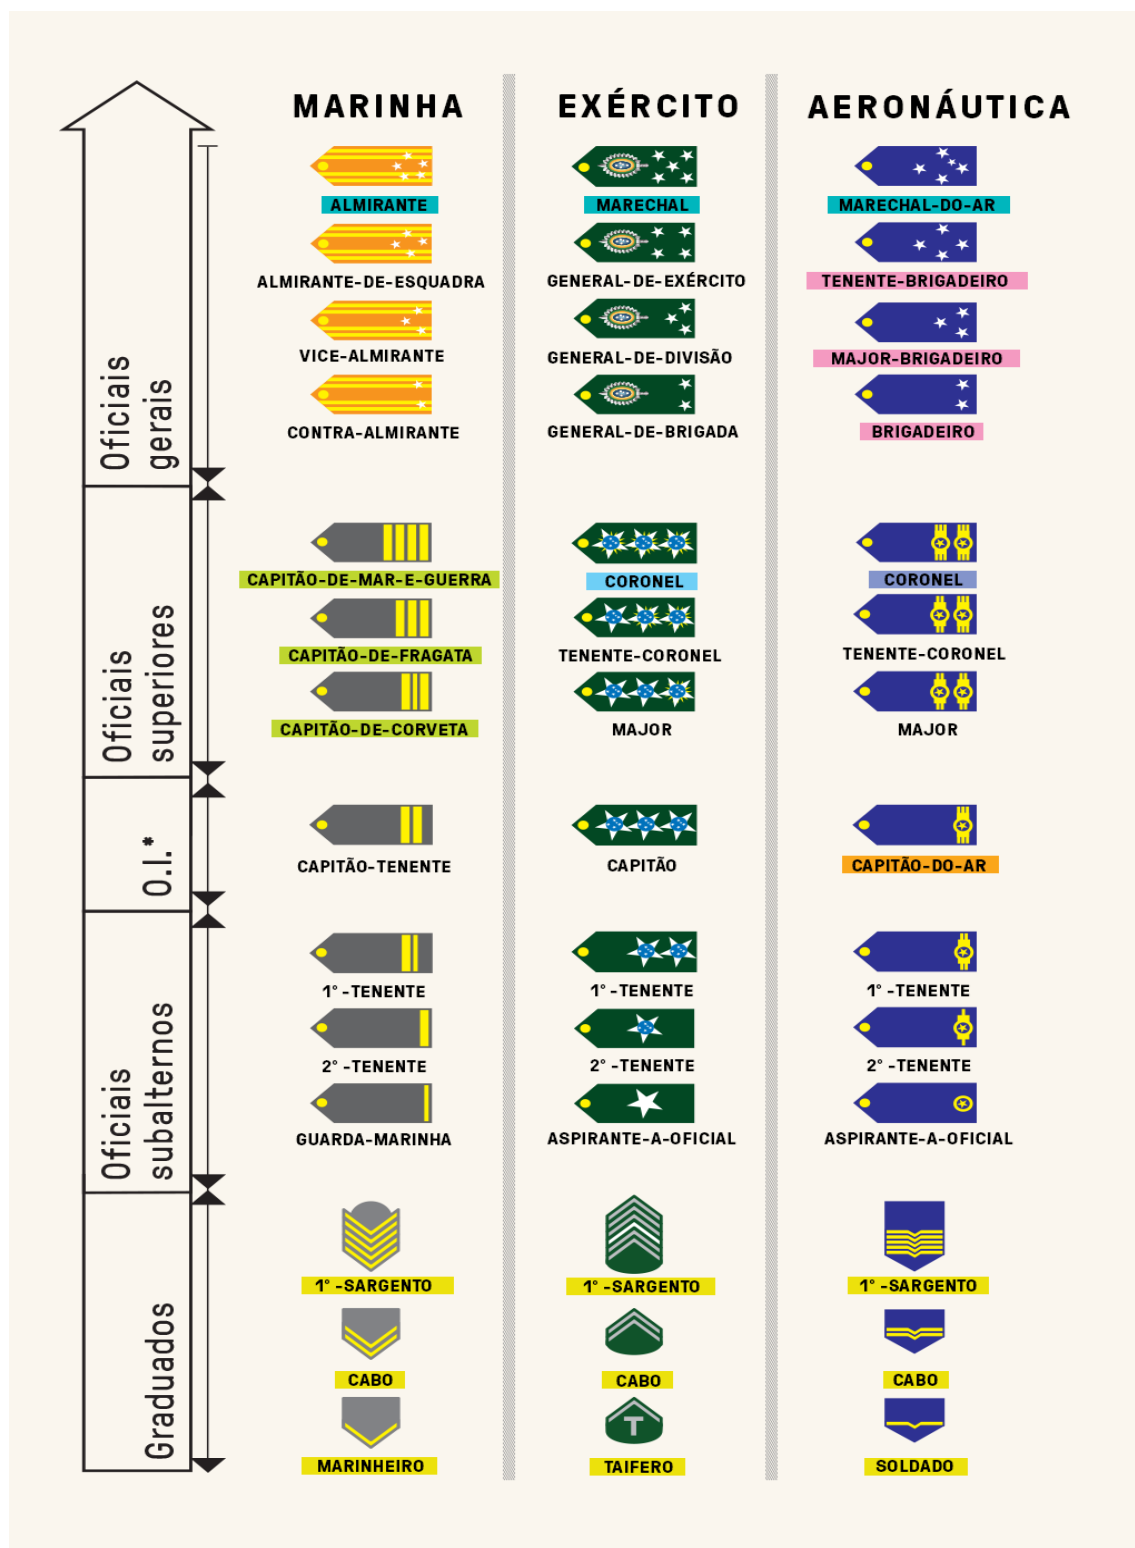 MARINHA
EXÉRCITO
AERONÁUTICA
Oficiais
gerais
ALMIRANTE
MARECHAL
MARECHAL-DO-AR
ALMIRANTE-DE-ESQUADRA
GENERAL-DE-EXÉRCITO
TENENTE-BRIGADEIRO
VICE-ALMIRANTE
GENERAL-DE-DIVISÃO
MAJOR-BRIGADEIRO
CONTRA-ALMIRANTE
GENERAL-DE-BRIGADA
BRIGADEIRO
Oficiais
superiores
CAPITÃO-DE-MAR-E-GUERRA
CORONEL
CORONEL
CAPITÃO-DE-FRAGATA
TENENTE-CORONEL
TENENTE-CORONEL
CAPITÃO-DE-CORVETA
MAJOR
MAJOR
O.I.*
CAPITÃO-TENENTE
CAPITÃO
CAPITÃO-DO-AR
Oficiais
subalternos
1° -TENENTE
1° -TENENTE
1° -TENENTE
2° -TENENTE
2° -TENENTE
2° -TENENTE
GUARDA-MARINHA
ASPIRANTE-A-OFICIAL
ASPIRANTE-A-OFICIAL
Graduados
1° -SARGENTO
1° -SARGENTO
1° -SARGENTO
CABO
CABO
CABO
T
MARINHEIRO
TAIFERO
SOLDADO